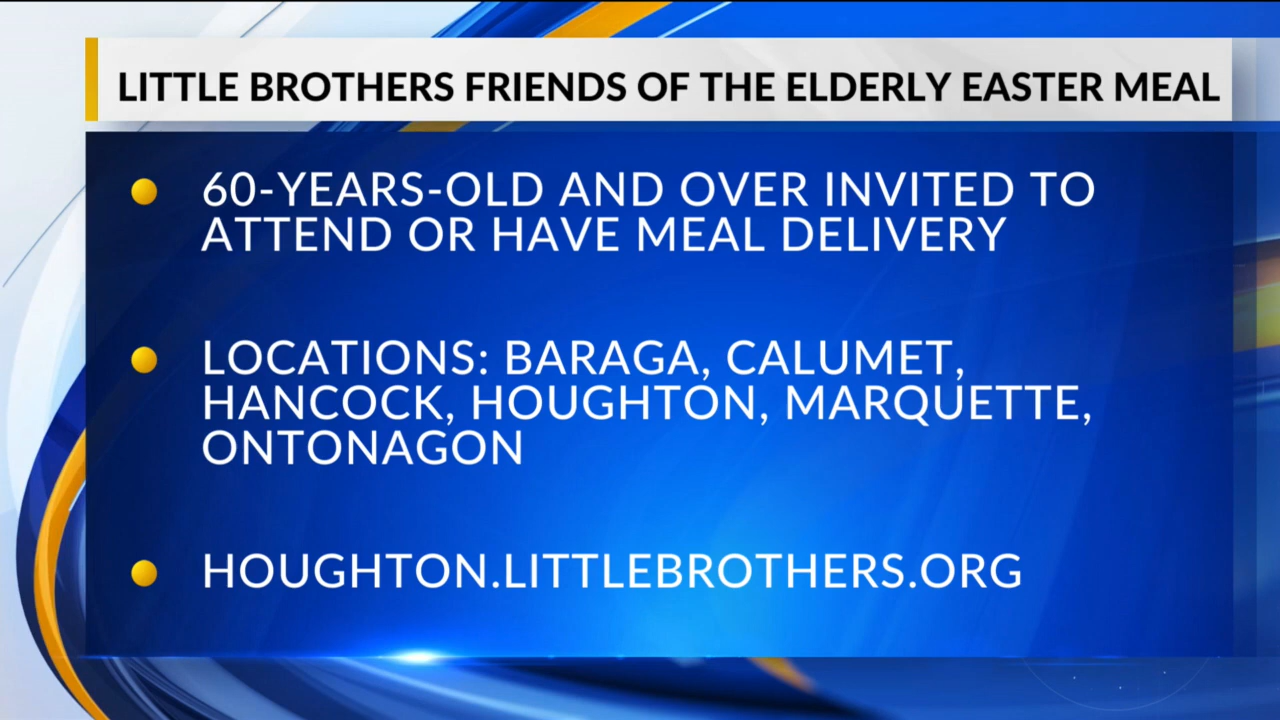 LITTLE BROTHERS FRIENDS OF THE ELDERLY EASTER MEAL
60-YEARS-OLD AND OVER INVITED TO
ATTEND OR HAVE MEAL DELIVERY
LOCATIONS: BARAGA, CALUMET,
HANCOCK, HOUGHTON, MARQUETTE,
ONTONAGON
HOUGHTON.LITTLEBROTHERS.ORG